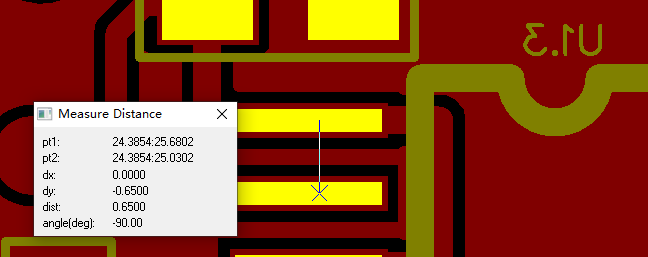 U1.3
Measure Distance
pt1: 24.3854:25.6802
pt2: 24.3854:25.0302
dx: 0.0000
dy: -0.6500
dist: 0.6500
angle(deg): -90.00